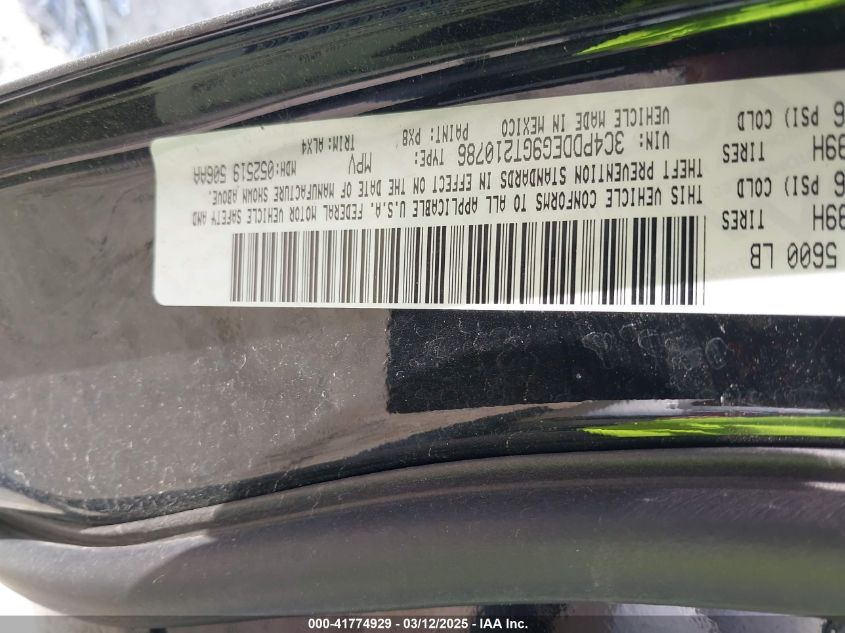 5600 LB
99H TIRES 6 PSI) COLD
99H TIRES 6 PSI) COLD
THIS VEHICLE CONFORMS TO ALL APPLICABLE U.S.A. FEDERAL MOTOR VEHICLE SAFETY AND
THEFT PREVENTION STANDARDS IN EFFECT ON THE DATE OF MANUFACTURE SHOWN ABOVE.
VIN: 3C4PDDEG9GT210786 TYPE: MPV MDH:052519 506AA
VEHICLE MADE IN MEXICO PAINT: PX8 TRIM:ALX4
000-41774929 - 03/12/2025 - IAA Inc.